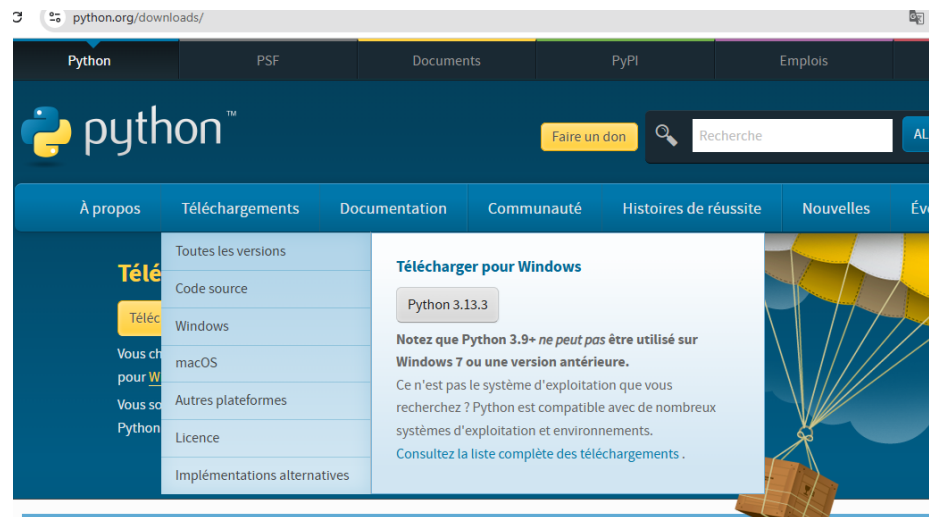 python.org/downloads/
Python
PSF
Documents
PyPI
Emplois
python™
Faire un don
Recherche
À propos
Téléchargements
Documentation
Communauté
Histoires de réussite
Nouvelles
Toutes les versions
Code source
Windows
macOS
Autres plateformes
Licence
Implémentations alternatives
Télécharger pour Windows
Python 3.13.3
Notez que Python 3.9+ ne peut pas être utilisé sur
Windows 7 ou une version antérieure.
Ce n'est pas le système d'exploitation que vous
recherchez ? Python est compatible avec de nombreux
systèmes d'exploitation et environnements.
Consultez la liste complète des téléchargements .
Vous
pour
Vous
Python